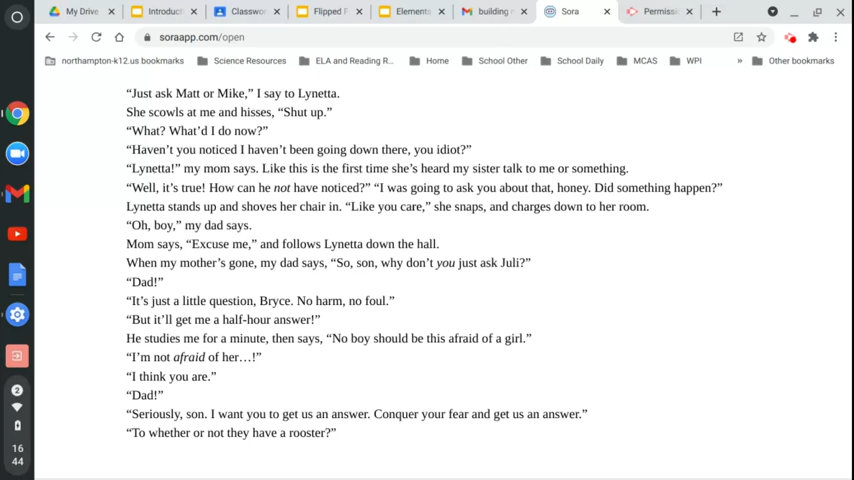 My Drive
Introduct
Classwor
Flipped F
Elements
building n
Sora
Permissi
soraapp.com/open
northampton-k12.us bookmarks
Science Resources
ELA and Reading R...
Home
School Other
School Daily
MCAS
WPI
»
Other bookmarks
“Just ask Matt or Mike,” I say to Lynetta.
She scowls at me and hisses, “Shut up.”
“What? What’d I do now?”
“Haven’t you noticed I haven’t been going down there, you idiot?”
“Lynetta!” my mom says. Like this is the first time she’s heard my sister talk to me or something.
“Well, it’s true! How can he not have noticed?” “I was going to ask you about that, honey. Did something happen?”
Lynetta stands up and shoves her chair in. “Like you care,” she snaps, and charges down to her room.
“Oh, boy,” my dad says.
Mom says, “Excuse me,” and follows Lynetta down the hall.
When my mother’s gone, my dad says, “So, son, why don’t you just ask Juli?”
“Dad!”
“It’s just a little question, Bryce. No harm, no foul.”
“But it’ll get me a half-hour answer!”
He studies me for a minute, then says, “No boy should be this afraid of a girl.”
“I’m not afraid of her…!”
“I think you are.”
“Dad!”
“Seriously, son. I want you to get us an answer. Conquer your fear and get us an answer.”
“To whether or not they have a rooster?”
2
16
44